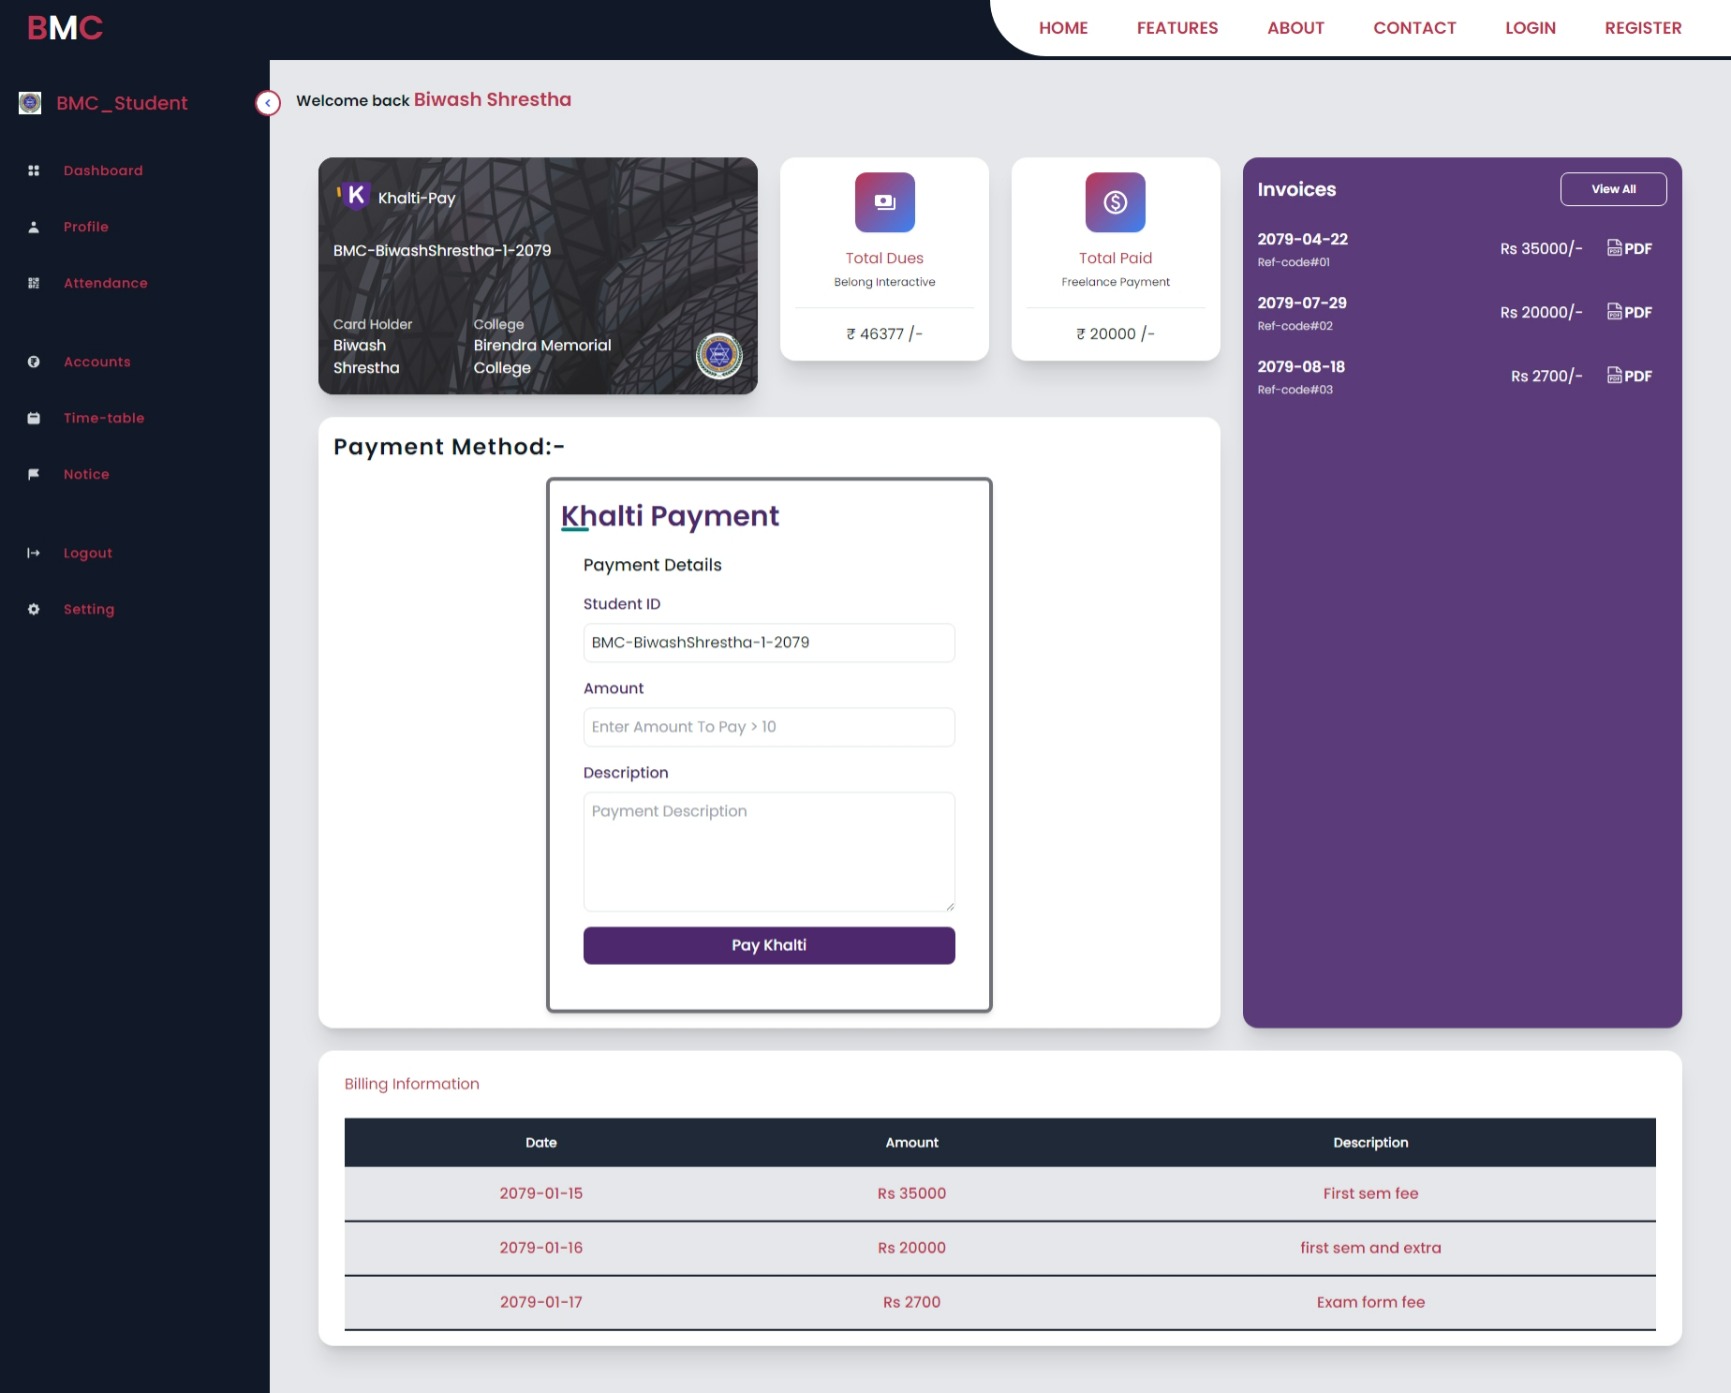 BMC
HOME FEATURES ABOUT CONTACT LOGIN REGISTER
BMC_Student
Dashboard
Profile
Attendance
Accounts
Time-table
Notice
Logout
Setting
Welcome back Biwash Shrestha
K Khalti-Pay
BMC-BiwashShrestha-1-2079
Card Holder
Biwash
Shrestha
College
Birendra Memorial
College
Total Dues
Belong Interactive
₹ 46377 /-
Total Paid
Freelance Payment
₹ 20000 /-
Invoices
View All
2079-04-22
Ref-code#01
Rs 35000/- PDF
2079-07-29
Ref-code#02
Rs 20000/- PDF
2079-08-18
Ref-code#03
Rs 2700/- PDF
Payment Method:-
Khalti Payment
Payment Details
Student ID
BMC-BiwashShrestha-1-2079
Amount
Enter Amount To Pay > 10
Description
Payment Description
Pay Khalti
Billing Information
Date Amount Description
2079-01-15 Rs 35000 First sem fee
2079-01-16 Rs 20000 first sem and extra
2079-01-17 Rs 2700 Exam form fee